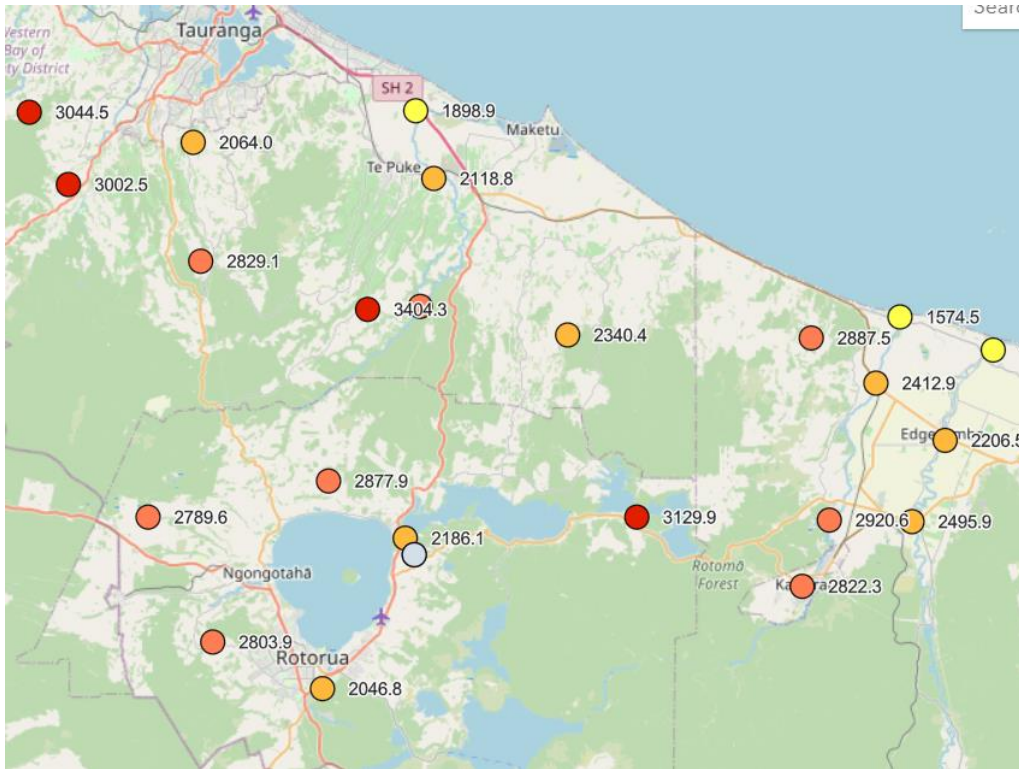 Searc
Western
Bay of
ty District
Tauranga
SH 2
3044.5
1898.9
Maketu
2064.0
Te Puke
2118.8
3002.5
2829.1
3404.3
1574.5
2340.4
2887.5
2412.9
Edgecumbe
2206.5
2877.9
2789.6
3129.9
2920.6
2495.9
2186.1
Ngongotahā
Rotomā
Forest
2822.3
2803.9
Rotorua
2046.8